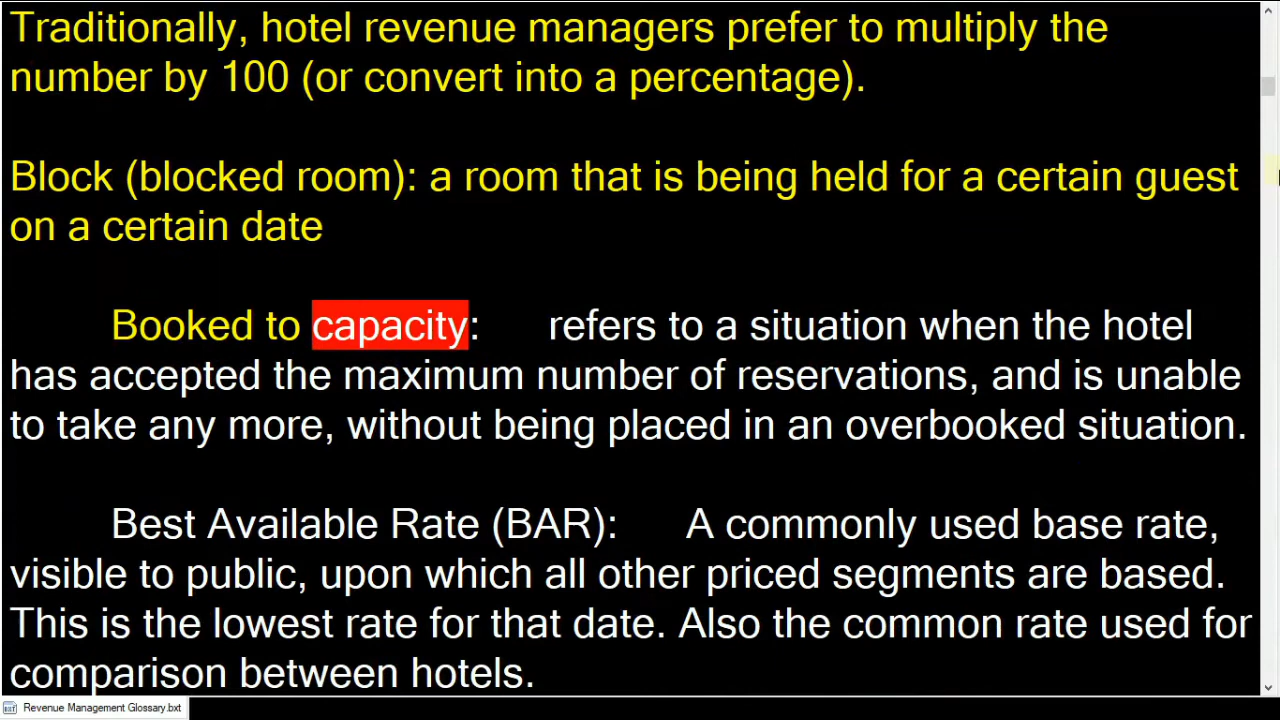 Traditionally, hotel revenue managers prefer to multiply the
number by 100 (or convert into a percentage).
Block (blocked room): a room that is being held for a certain guest
on a certain date
Booked to capacity: refers to a situation when the hotel
has accepted the maximum number of reservations, and is unable
to take any more, without being placed in an overbooked situation.
Best Available Rate (BAR): A commonly used base rate,
visible to public, upon which all other priced segments are based.
This is the lowest rate for that date. Also the common rate used for
comparison between hotels.
Revenue Management Glossary.bxt